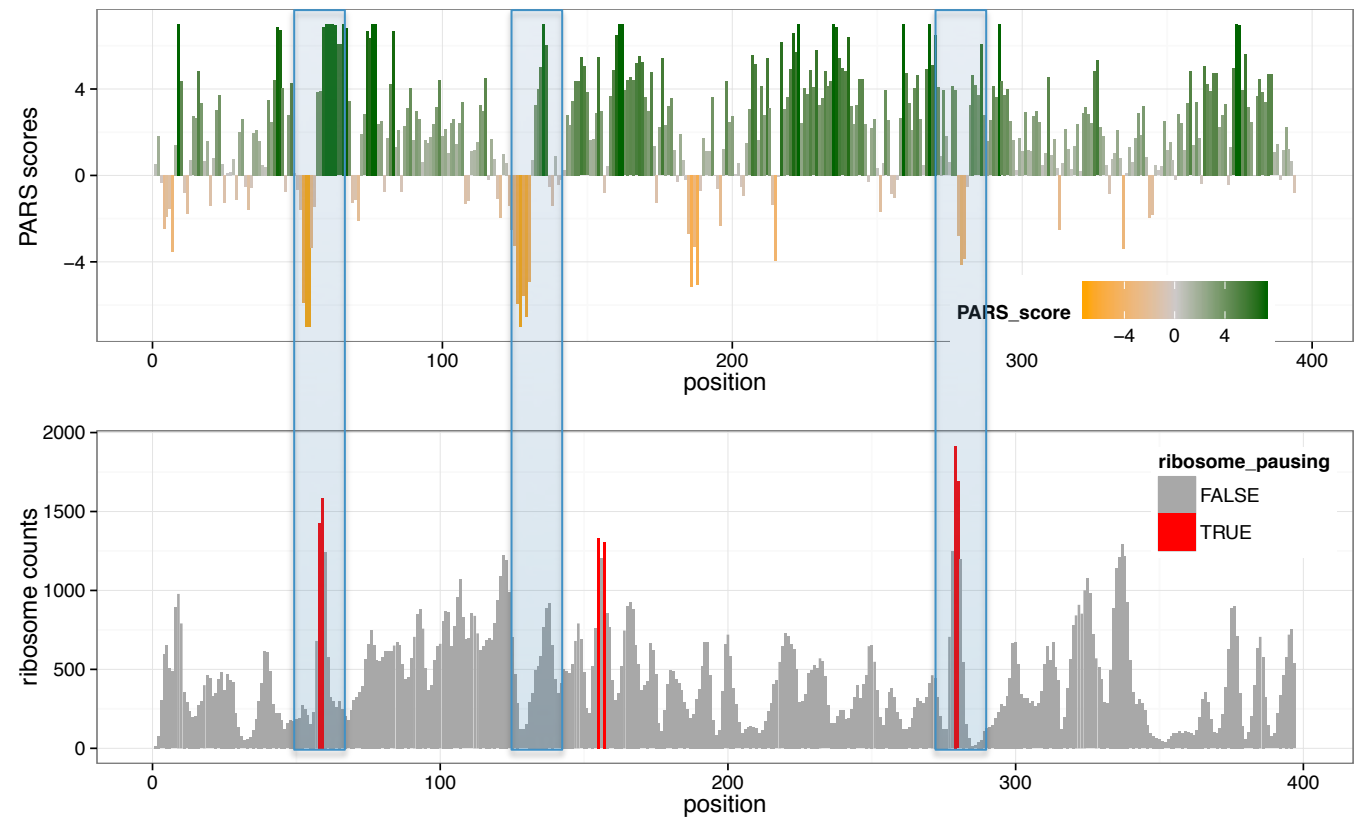 PARS scores
4
0
−4
PARS_score
−4 0 4
0 100 200 300 400
position
ribosome counts
2000
1500
1000
500
0
ribosome_pausing
FALSE
TRUE
0 100 200 300 400
position